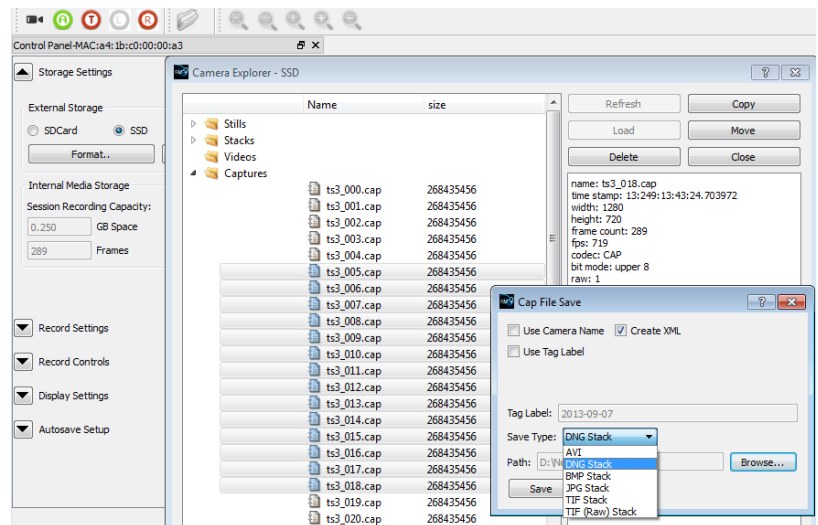 A T L R
Control Panel-MAC:a4:1b:c0:00:00:a3
Storage Settings
External Storage
SDCard SSD
Format..
Internal Media Storage
Session Recording Capacity:
0.250 GB Space
289 Frames
Record Settings
Record Controls
Display Settings
Autosave Setup
Camera Explorer - SSD
Name size
Stills
Stacks
Videos
Captures
ts3_000.cap 268435456
ts3_001.cap 268435456
ts3_002.cap 268435456
ts3_003.cap 268435456
ts3_004.cap 268435456
ts3_005.cap 268435456
ts3_006.cap 268435456
ts3_007.cap 268435456
ts3_008.cap 268435456
ts3_009.cap 268435456
ts3_010.cap 268435456
ts3_011.cap 268435456
ts3_012.cap 268435456
ts3_013.cap 268435456
ts3_014.cap 268435456
ts3_015.cap 268435456
ts3_016.cap 268435456
ts3_017.cap 268435456
ts3_018.cap 268435456
ts3_019.cap 268435456
ts3_020.cap 268435456
Refresh Copy
Load Move
Delete Close
name: ts3_018.cap
time stamp: 13:249:13:43:24.703972
width: 1280
height: 720
frame count: 289
fps: 719
codec: CAP
bit mode: upper 8
raw: 1
Cap File Save
Use Camera Name Create XML
Use Tag Label
Tag Label: 2013-09-07
Save Type: DNG Stack
AVI
DNG Stack
BMP Stack
JPG Stack
TIF Stack
TIF (Raw) Stack
Path: Browse...
Save